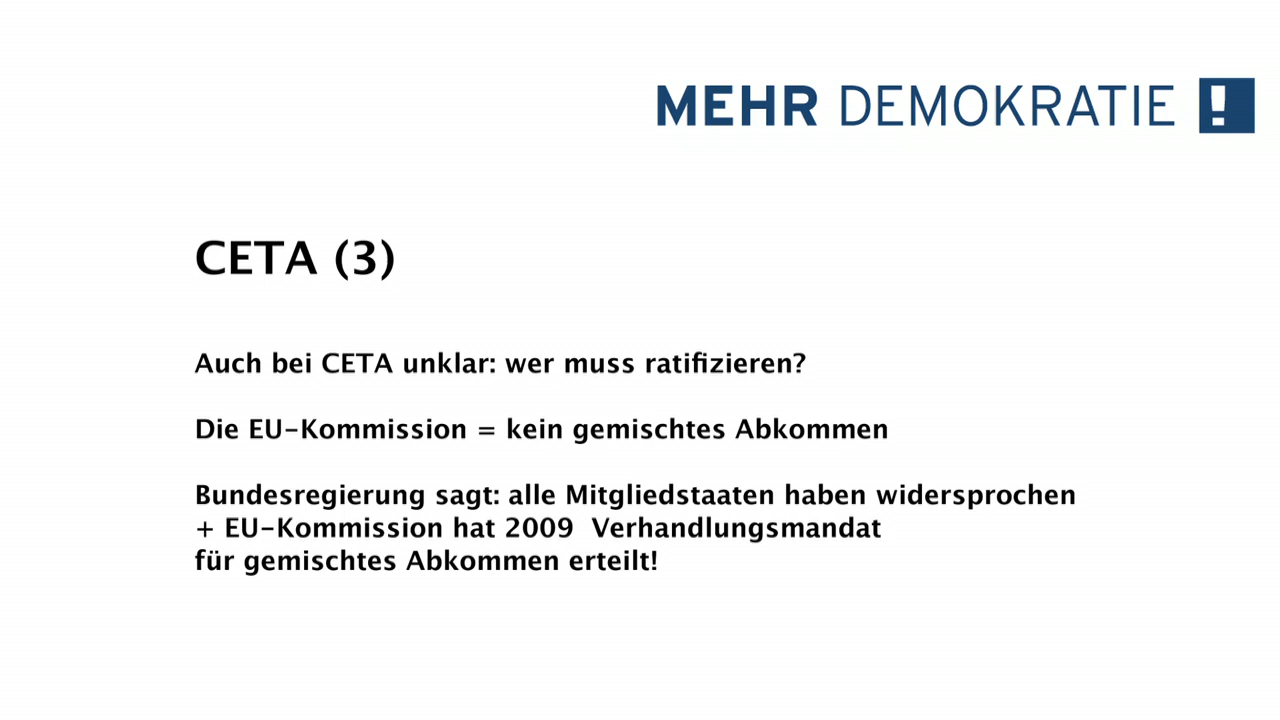 MEHR DEMOKRATIE !
CETA (3)
Auch bei CETA unklar: wer muss ratifizieren?
Die EU-Kommission = kein gemischtes Abkommen
Bundesregierung sagt: alle Mitgliedstaaten haben widersprochen
+ EU-Kommission hat 2009  Verhandlungsmandat
für gemischtes Abkommen erteilt!